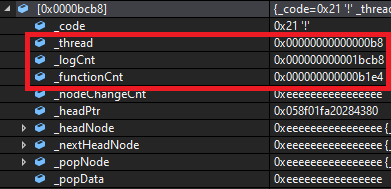 [0x0000bcb8] {_code=0x21 '!' _thread
_code 0x21 '!'
_thread 0x00000000000000b8
_logCnt 0x000000000001bcb8
_functionCnt 0x000000000000b1e4
_nodeChangeCnt 0xeeeeeeeeeeeeeeee
_headPtr 0x058f01fa20284380
_headNode 0xeeeeeeeeeeeeeeee {_
_nextHeadNode 0xeeeeeeeeeeeeeeee {_
_popNode 0xeeeeeeeeeeeeeeee {_
_popData 0xeeeeeeeeeeeeeeee